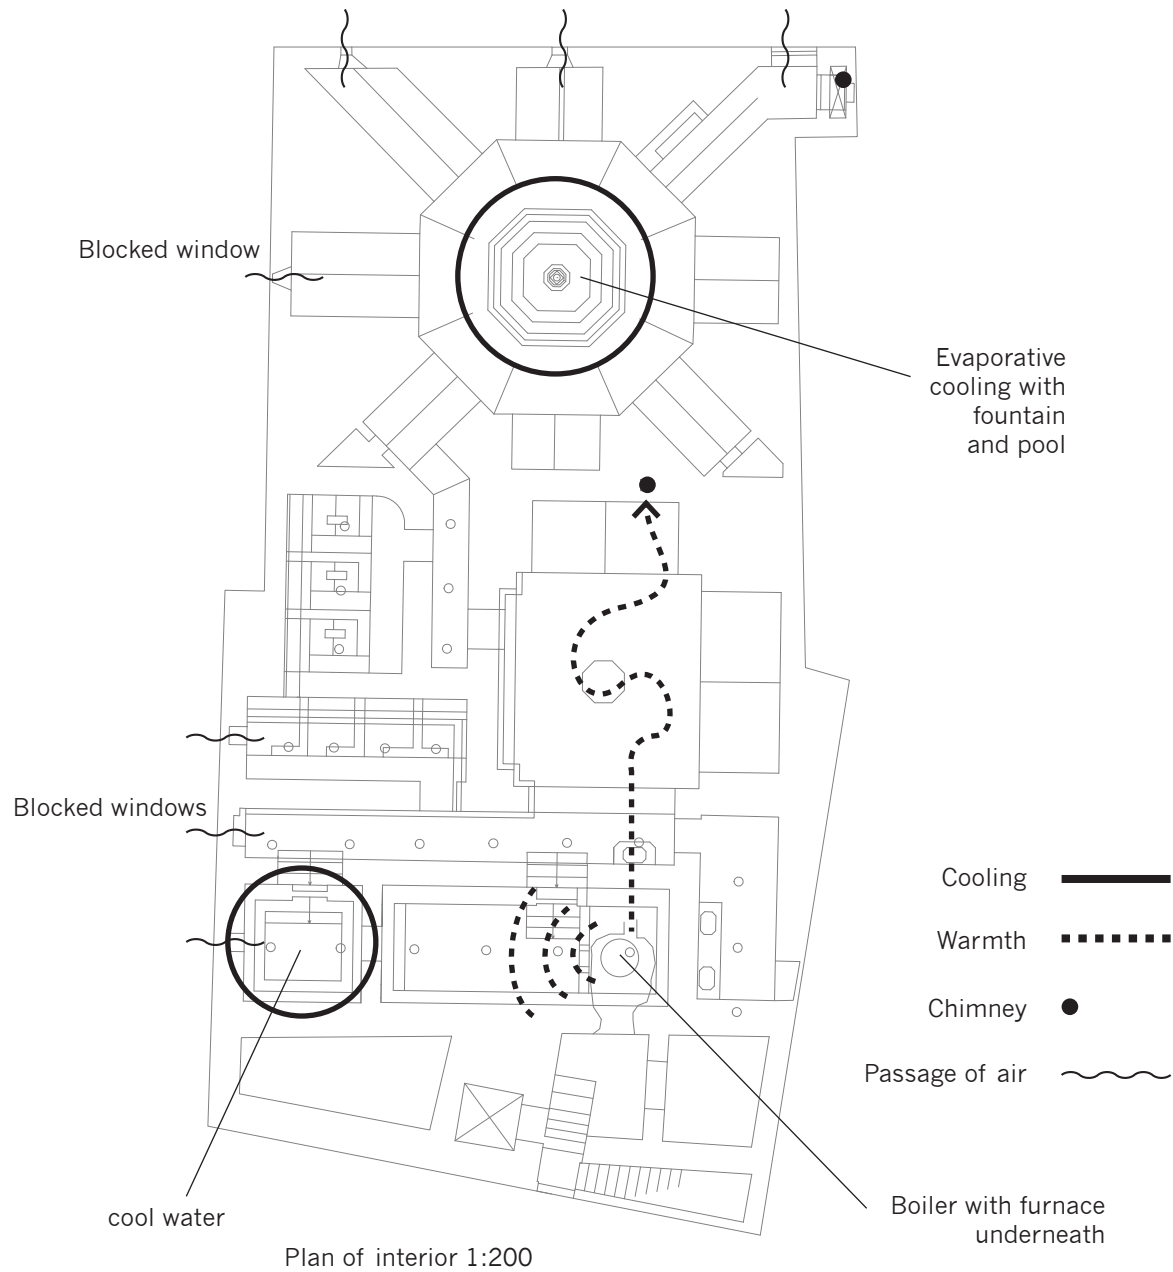 Blocked window
Evaporative
cooling with
fountain
and pool
Blocked windows
Cooling
Warmth
Chimney
Passage of air
cool water
Boiler with furnace
underneath
Plan of interior 1:200